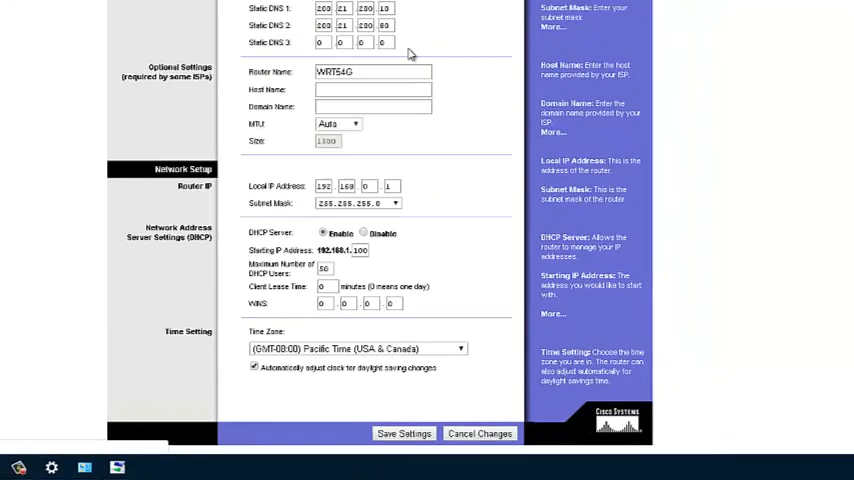 Static DNS 1: 203 . 21 . 200 . 10
Subnet Mask: Enter your
subnet mask
More...
Static DNS 2: 203 . 21 . 200 . 80
Static DNS 3: 0 . 0 . 0 . 0
Optional Settings
(required by some ISPs)
Router Name: WRT54G
Host Name:
Domain Name:
MTU: Auto
Size: 1500
Host Name: Enter the host
name provided by your ISP.
Domain Name: Enter the
domain name provided by your
ISP.
More...
Network Setup
Router IP
Local IP Address: 192 . 168 . 0 . 1
Subnet Mask: 255.255.255.0
Local IP Address: This is the
address of the router.
Subnet Mask: This is the
subnet mask of the router
Network Address
Server Settings (DHCP)
DHCP Server: Enable Disable
Starting IP Address: 192.168.1. 100
Maximum Number of
DHCP Users: 50
Client Lease Time: 0 minutes (0 means one day)
WINS: 0 . 0 . 0 . 0
DHCP Server: Allows the
router to manage your IP
addresses.
Starting IP Address: The
address you would like to start
with.
More...
Time Setting
Time Zone:
(GMT-08:00) Pacific Time (USA & Canada)
Automatically adjust clock for daylight saving changes
Time Setting: Choose the time
zone you are in. The router can
also adjust automatically for
daylight savings time.
Save Settings Cancel Changes
CISCO SYSTEMS